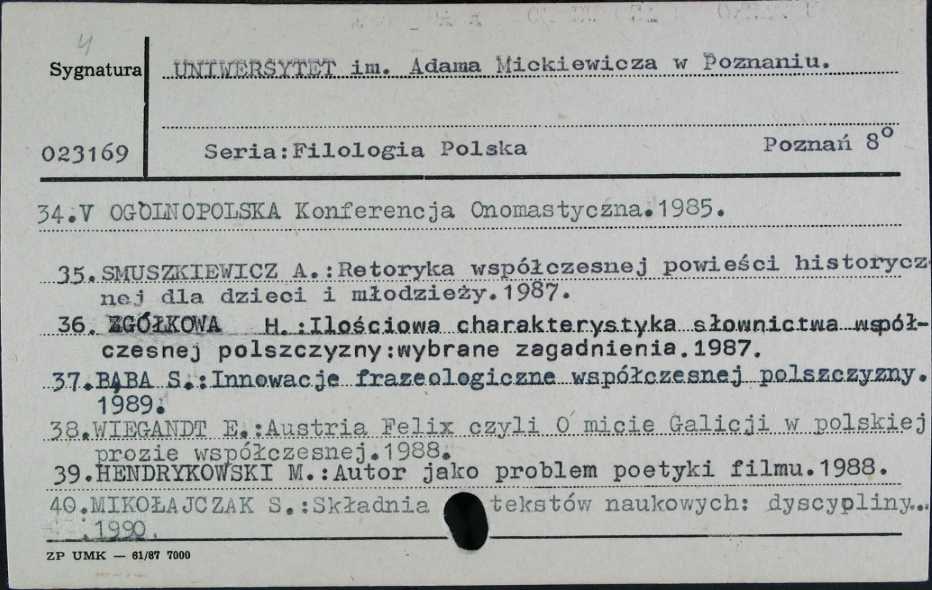 4
Sygnatura UNIWERSYTET im. Adama Mickiewicza w Poznaniu.
023169 Seria:Filologia Polska Poznań 8°
34.V OGÓLNOPOLSKA Konferencja Onomastyczna.1985.
35.SMUSZKIEWICZ A.:Retoryka współczesnej powieści historycz-
nej dla dzieci i młodzieży.1987.
36. ZGÓŁKOWA H.:Ilościowa charakterystyka słownictwa współ-
czesnej polszczyzny:wybrane zagadnienia.1987.
37.BĄBA S.:Innowacje frazeologiczne współczesnej polszczyzny.
1989.
38.WIEGANDT E.:Austria Felix czyli O micie Galicji w polskiej
prozie współczesnej.1988.
39.HENDRYKOWSKI M.:Autor jako problem poetyki filmu.1988.
40.MIKOŁAJCZAK S.:Składnia tekstów naukowych: dyscypliny...
.1990.
ZP UMK — 61/87 7000